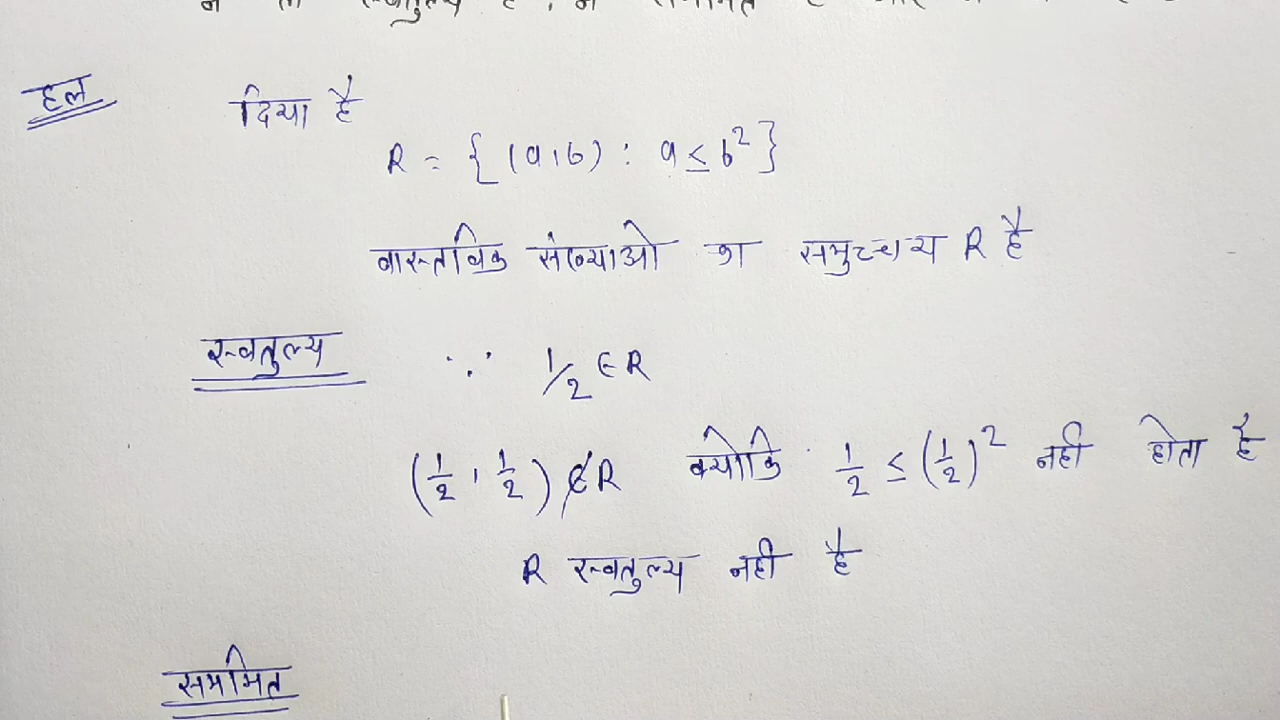 हल
दिया है
R = { (a, b) : a ≤ b² }
वास्तविक संख्याओ का समुच्चय R है
स्वतुल्य ∵ 1/2 ∈ R
(1/2, 1/2) ∉ R क्योकि 1/2 ≤ (1/2)² नही होता है
R स्वतुल्य नही है
सममित